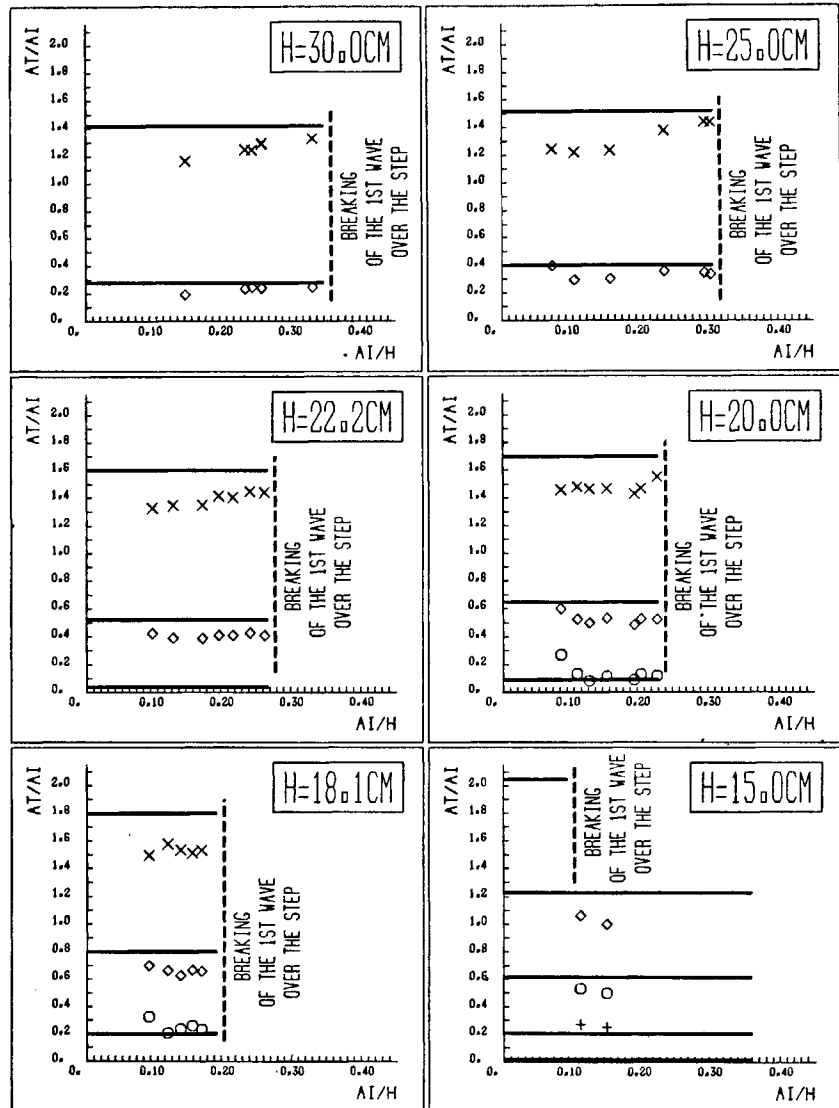 AT/AI
H=30.0CM
2.0
1.8
1.6
1.4
1.2
1.0
0.8
0.6
0.4
0.2
0.
BREAKING
OF THE 1ST WAVE
OVER THE STEP
0. 0.10 0.20 0.30 0.40
AI/H
AT/AI
H=25.0CM
2.0
1.8
1.6
1.4
1.2
1.0
0.8
0.6
0.4
0.2
0.
BREAKING
OF THE 1ST WAVE
OVER THE STEP
0. 0.10 0.20 0.30 0.40
AI/H
AT/AI
H=22.2CM
2.0
1.8
1.6
1.4
1.2
1.0
0.8
0.6
0.4
0.2
0.
BREAKING
OF THE 1ST WAVE
OVER THE STEP
0. 0.10 0.20 0.30 0.40
AI/H
AT/AI
H=20.0CM
2.0
1.8
1.6
1.4
1.2
1.0
0.8
0.6
0.4
0.2
0.
BREAKING
OF THE 1ST WAVE
OVER THE STEP
0. 0.10 0.20 0.30 0.40
AI/H
AT/AI
H=18.1CM
2.0
1.8
1.6
1.4
1.2
1.0
0.8
0.6
0.4
0.2
0.
BREAKING
OF THE 1ST WAVE
OVER THE STEP
0. 0.10 0.20 0.30 0.40
AI/H
AT/AI
H=15.0CM
2.0
1.8
1.6
1.4
1.2
1.0
0.8
0.6
0.4
0.2
0.
BREAKING
OF THE 1ST WAVE
OVER THE STEP
0. 0.10 0.20 0.30 0.40
AI/H